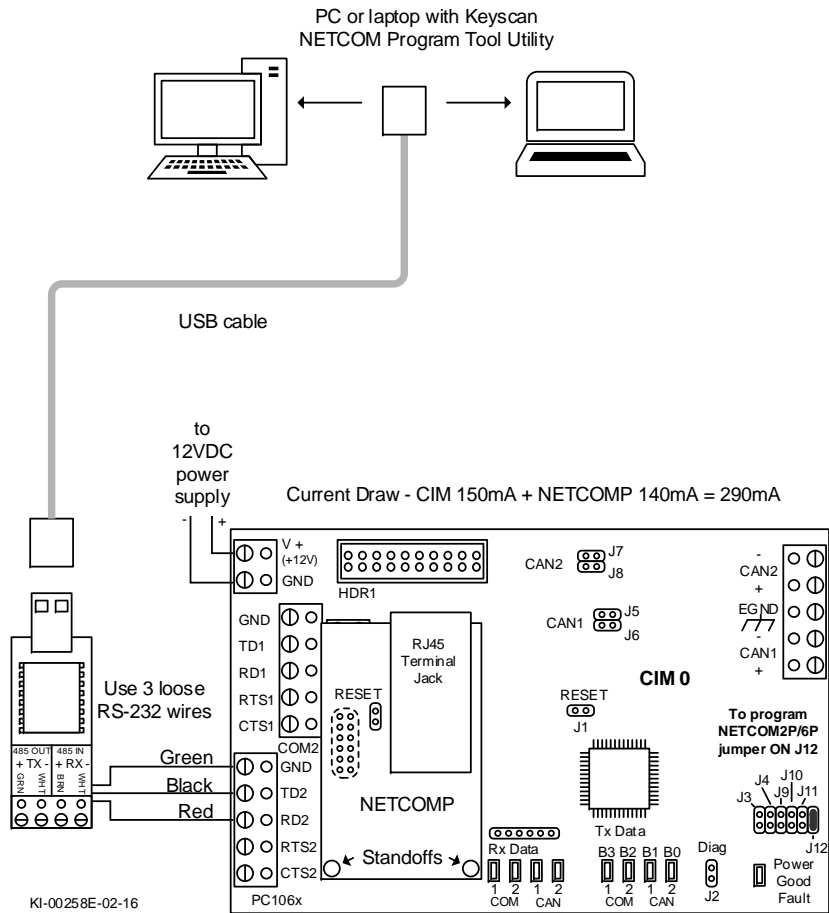 PC or laptop with Keyscan
NETCOM Program Tool Utility
USB cable
to
12VDC
power
supply
- +
Current Draw - CIM 150mA + NETCOMP 140mA = 290mA
V +
(+12V)
GND
HDR1
CAN2
J7
J8
CAN1
J5
J6
-
CAN2
+
EGND
-
CAN1
+
GND
TD1
RD1
RTS1
CTS1
COM2
RJ45
Terminal
Jack
RESET
CIM 0
RESET
J1
To program
NETCOM2P/6P
jumper ON J12
J3
J4
J9
J10
J11
J12
Use 3 loose
RS-232 wires
485 OUT
+ TX -
GRN
WHT
485 IN
+ RX -
BRN
WHT
Green
Black
Red
GND
TD2
RD2
RTS2
CTS2
NETCOMP
Standoffs
Rx Data
1 2 1 2
COM CAN
Tx Data
B3 B2 B1 B0
1 2 1 2
COM CAN
Diag
J2
Power
Good
Fault
KI-00258E-02-16
PC106x